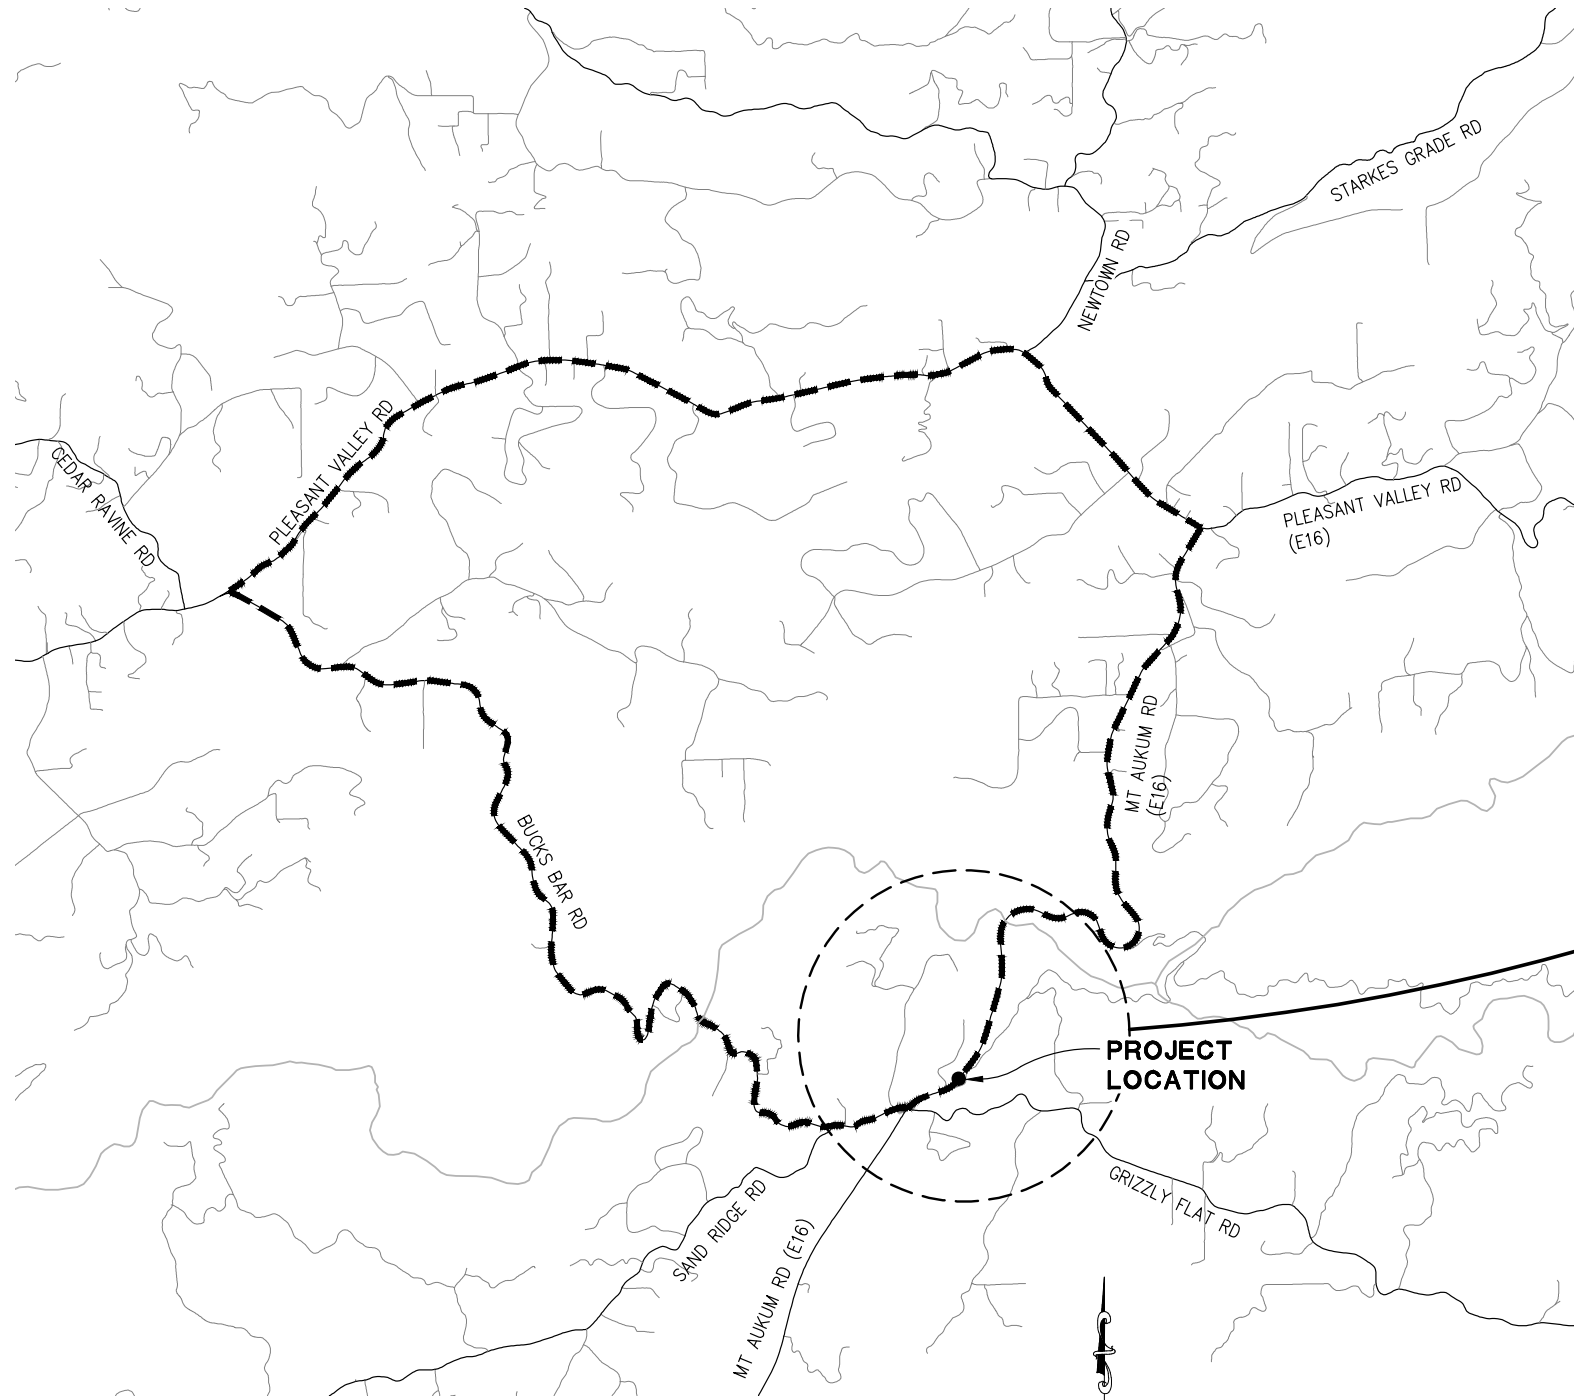 STARKES GRADE RD
NEWTOWN RD
PLEASANT VALLEY RD
CEDAR RAVINE RD
PLEASANT VALLEY RD
(E16)
MT AUKUM RD
(E16)
BUCKS BAR RD
PROJECT
LOCATION
GRIZZLY FLAT RD
SAND RIDGE RD
MT AUKUM RD (E16)